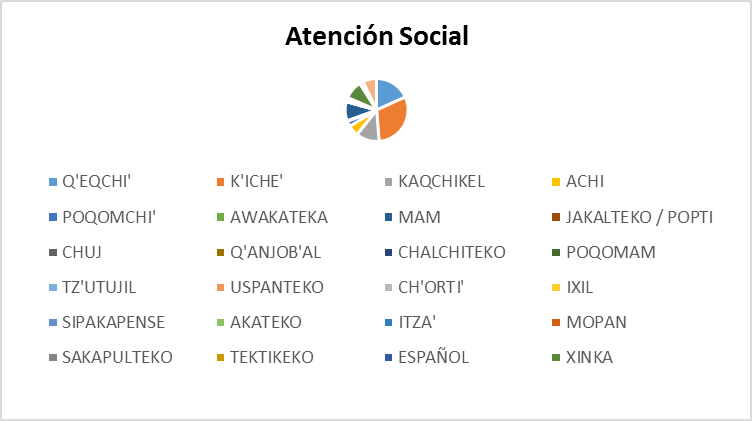 Atención Social
Q'EQCHI' K'ICHE' KAQCHIKEL ACHI
POQOMCHI' AWAKATEKA MAM JAKALTEKO / POPTI
CHUJ Q'ANJOB'AL CHALCHITEKO POQOMAM
TZ'UTUJIL USPANTEKO CH'ORTI' IXIL
SIPAKAPENSE AKATEKO ITZA' MOPAN
SAKAPULTEKO TEKTIKEKO ESPAÑOL XINKA